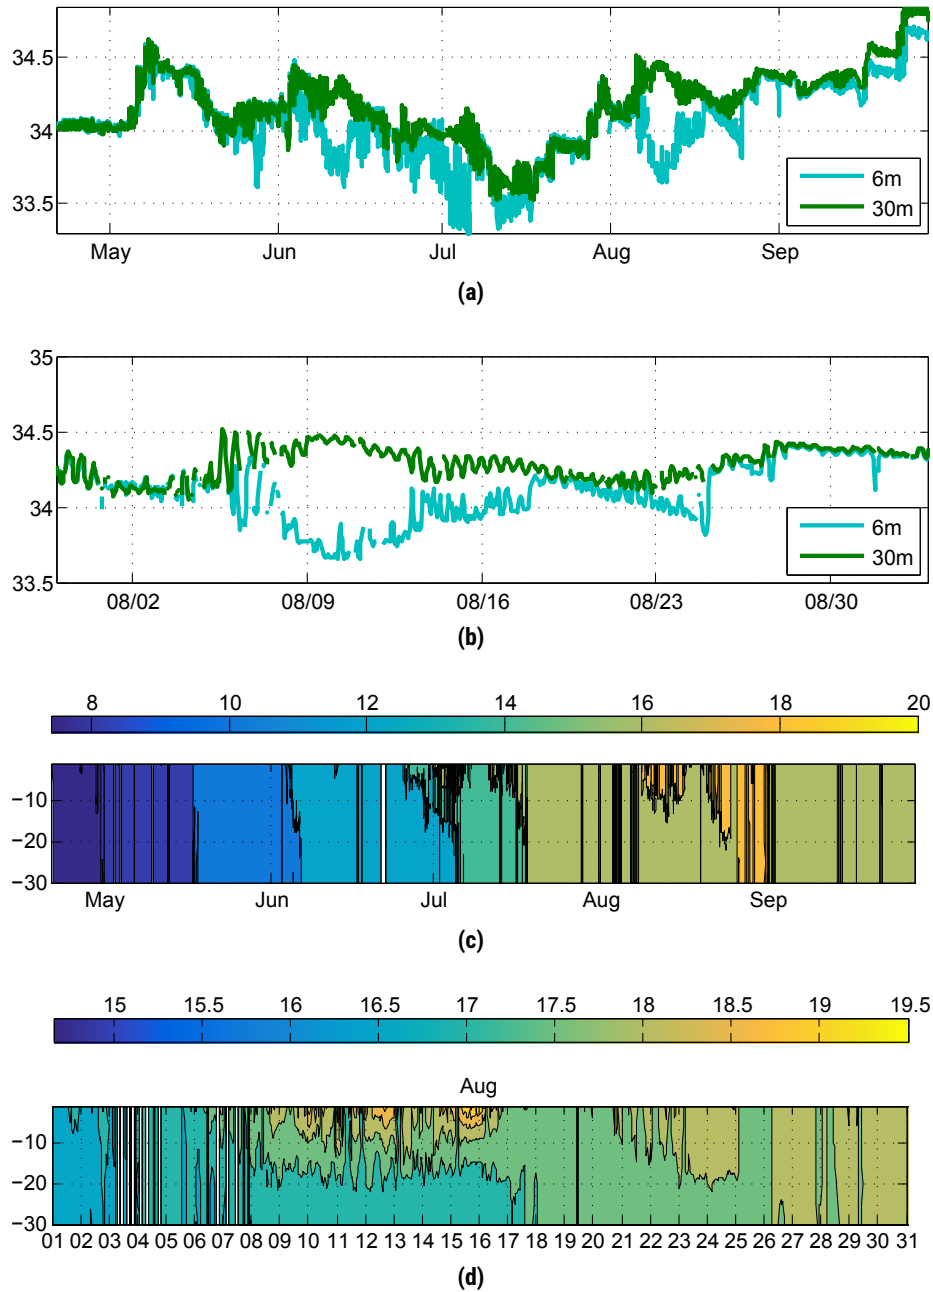 34.5
34
33.5
6m
30m
May Jun Jul Aug Sep
(a)
35
34.5
34
33.5
6m
30m
08/02 08/09 08/16 08/23 08/30
(b)
8 10 12 14 16 18 20
−10
−20
−30
May Jun Jul Aug Sep
(c)
15 15.5 16 16.5 17 17.5 18 18.5 19 19.5
Aug
−10
−20
−30
01 02 03 04 05 06 07 08 09 10 11 12 13 14 15 16 17 18 19 20 21 22 23 24 25 26 27 28 29 30 31
(d)